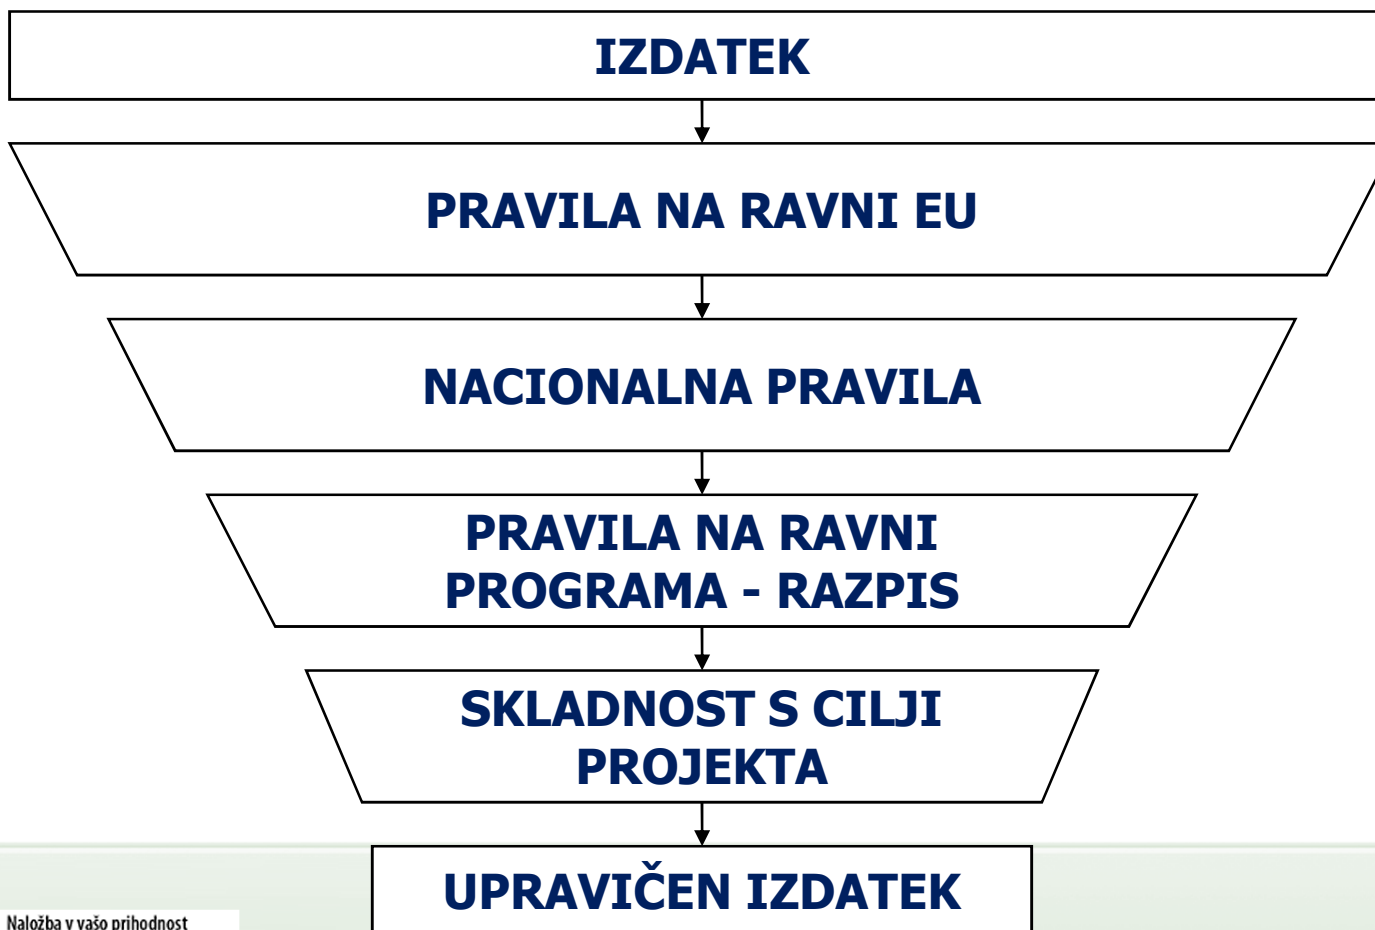 IZDATEK
PRAVILA NA RAVNI EU
NACIONALNA PRAVILA
PRAVILA NA RAVNI
PROGRAMA - RAZPIS
SKLADNOST S CILJI
PROJEKTA
UPRAVIČEN IZDATEK
Naložba v vašo prihodnost